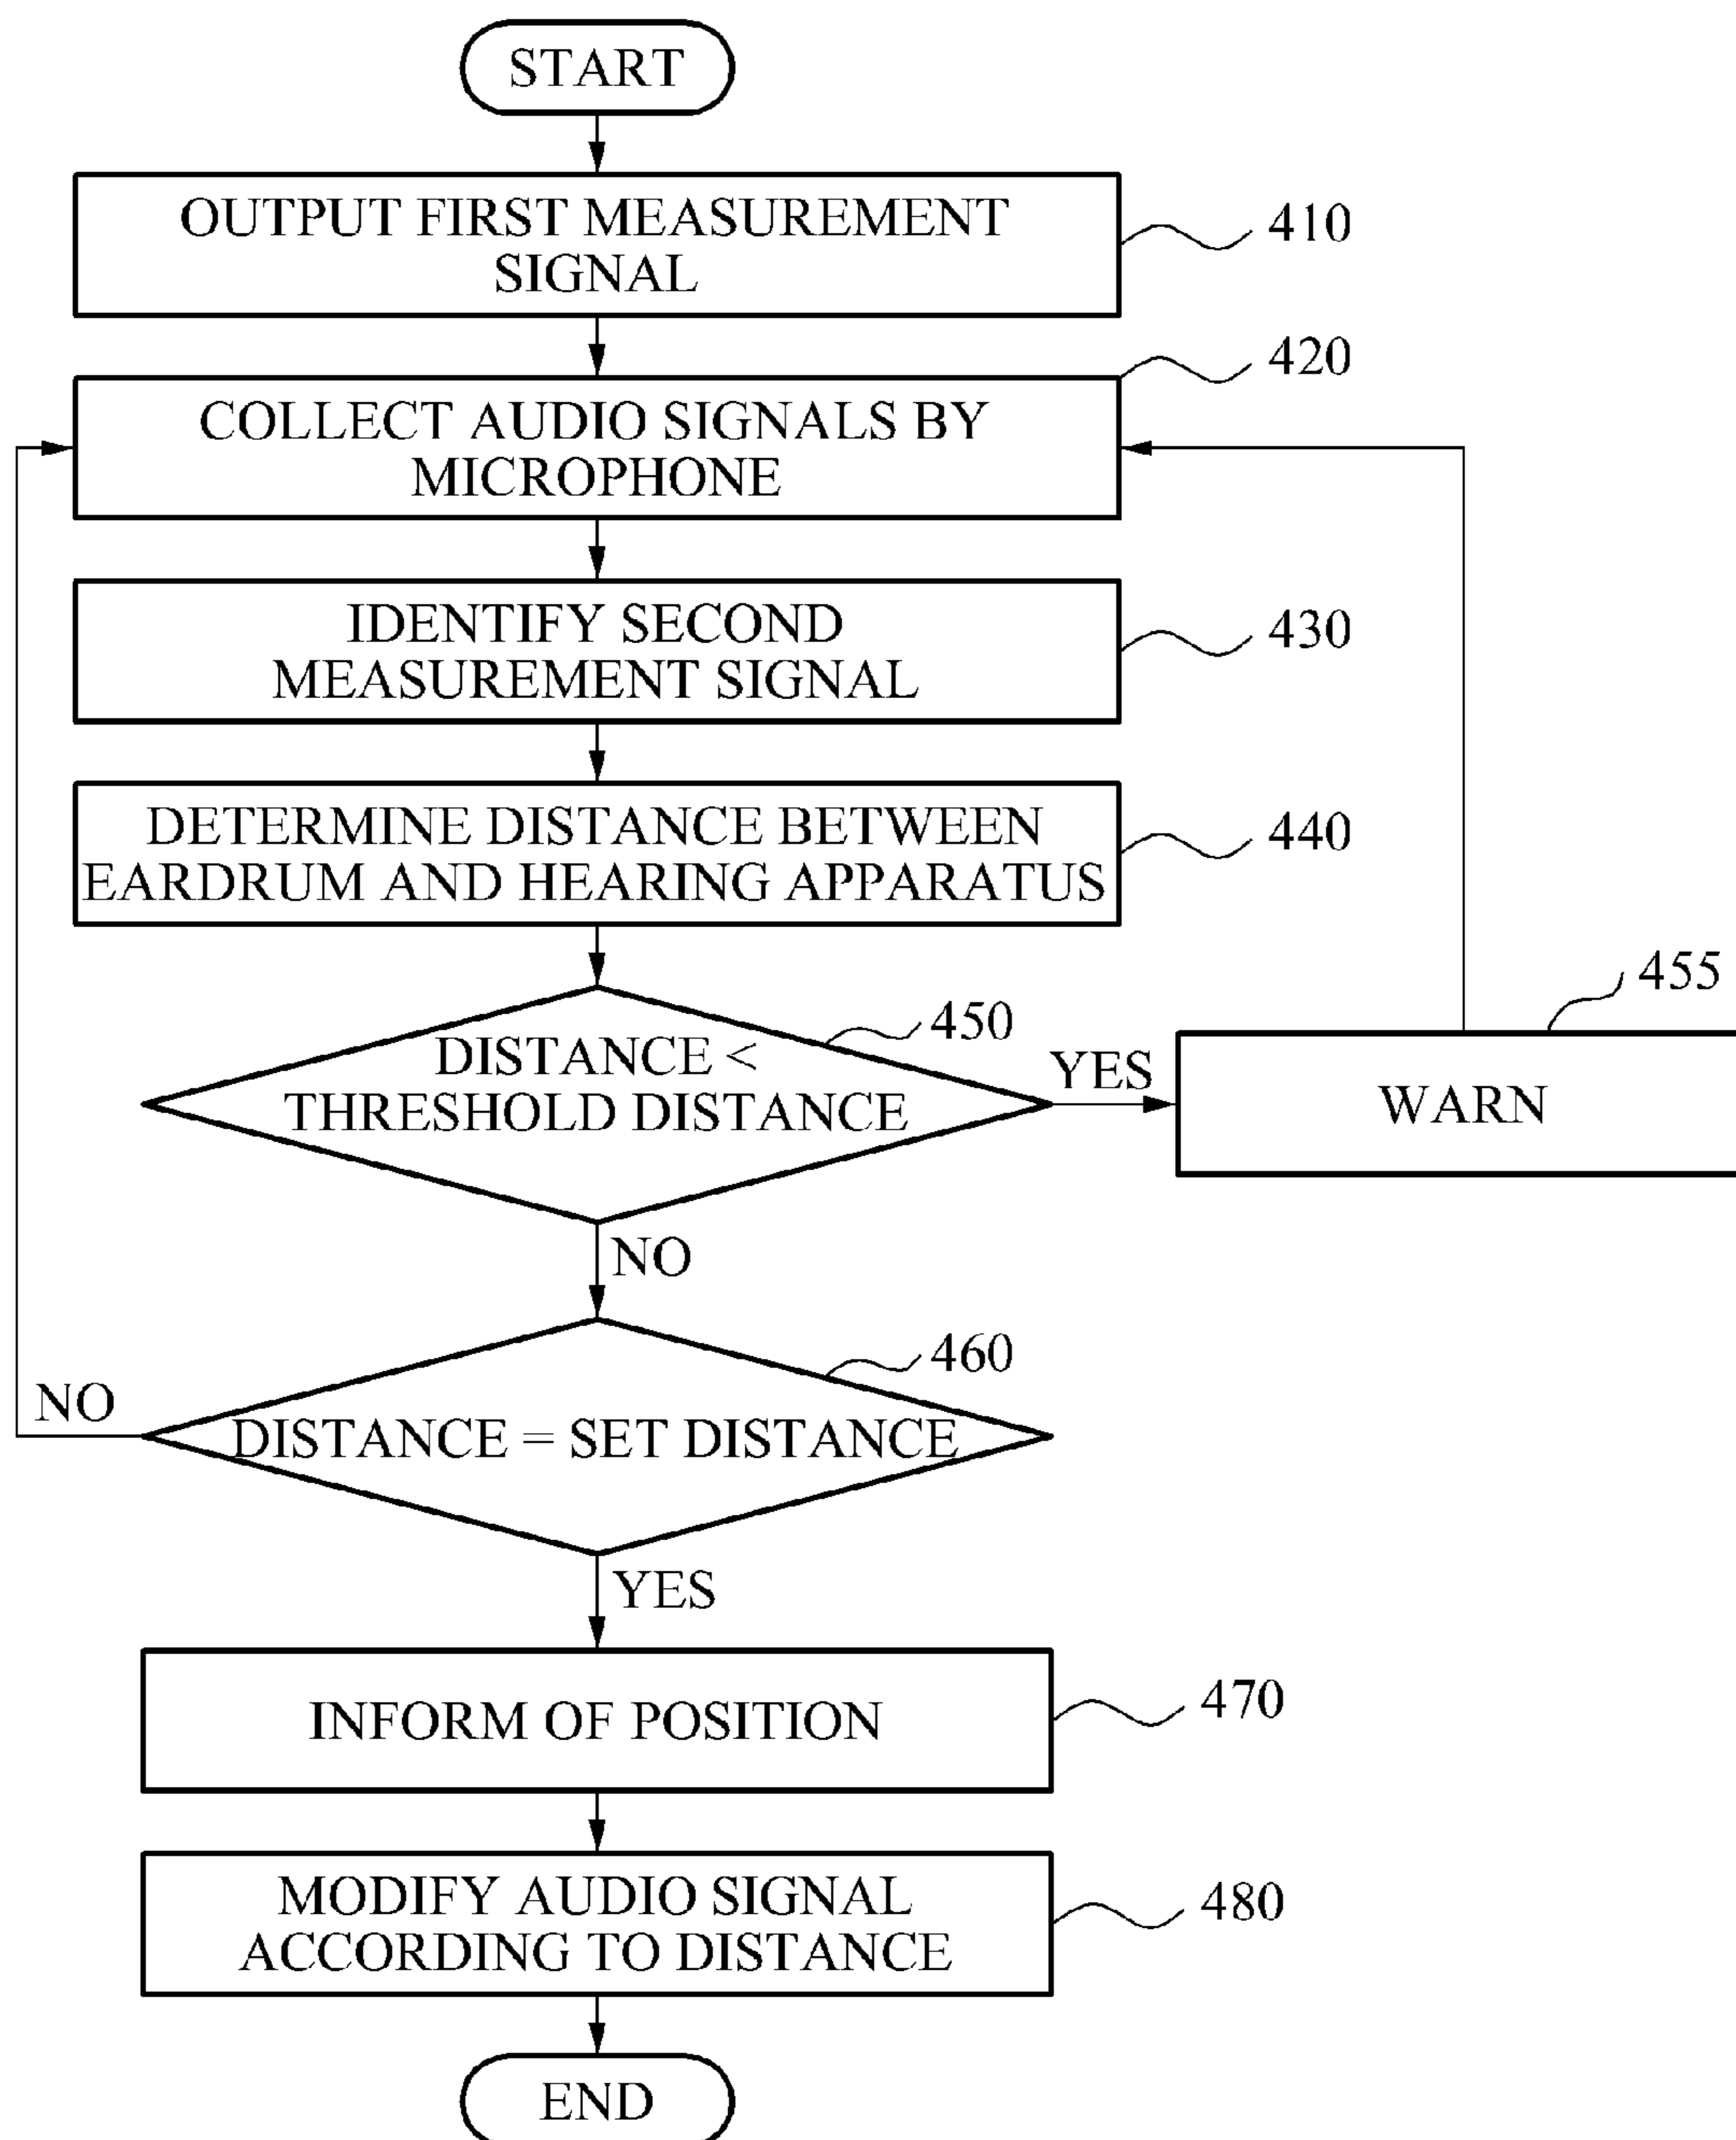 START
OUTPUT FIRST MEASUREMENT
SIGNAL
410
COLLECT AUDIO SIGNALS BY
MICROPHONE
420
IDENTIFY SECOND
MEASUREMENT SIGNAL
430
DETERMINE DISTANCE BETWEEN
EARDRUM AND HEARING APPARATUS
440
DISTANCE <
THRESHOLD DISTANCE
450
YES
WARN
455
NO
DISTANCE = SET DISTANCE
460
NO
YES
INFORM OF POSITION
470
MODIFY AUDIO SIGNAL
ACCORDING TO DISTANCE
480
END